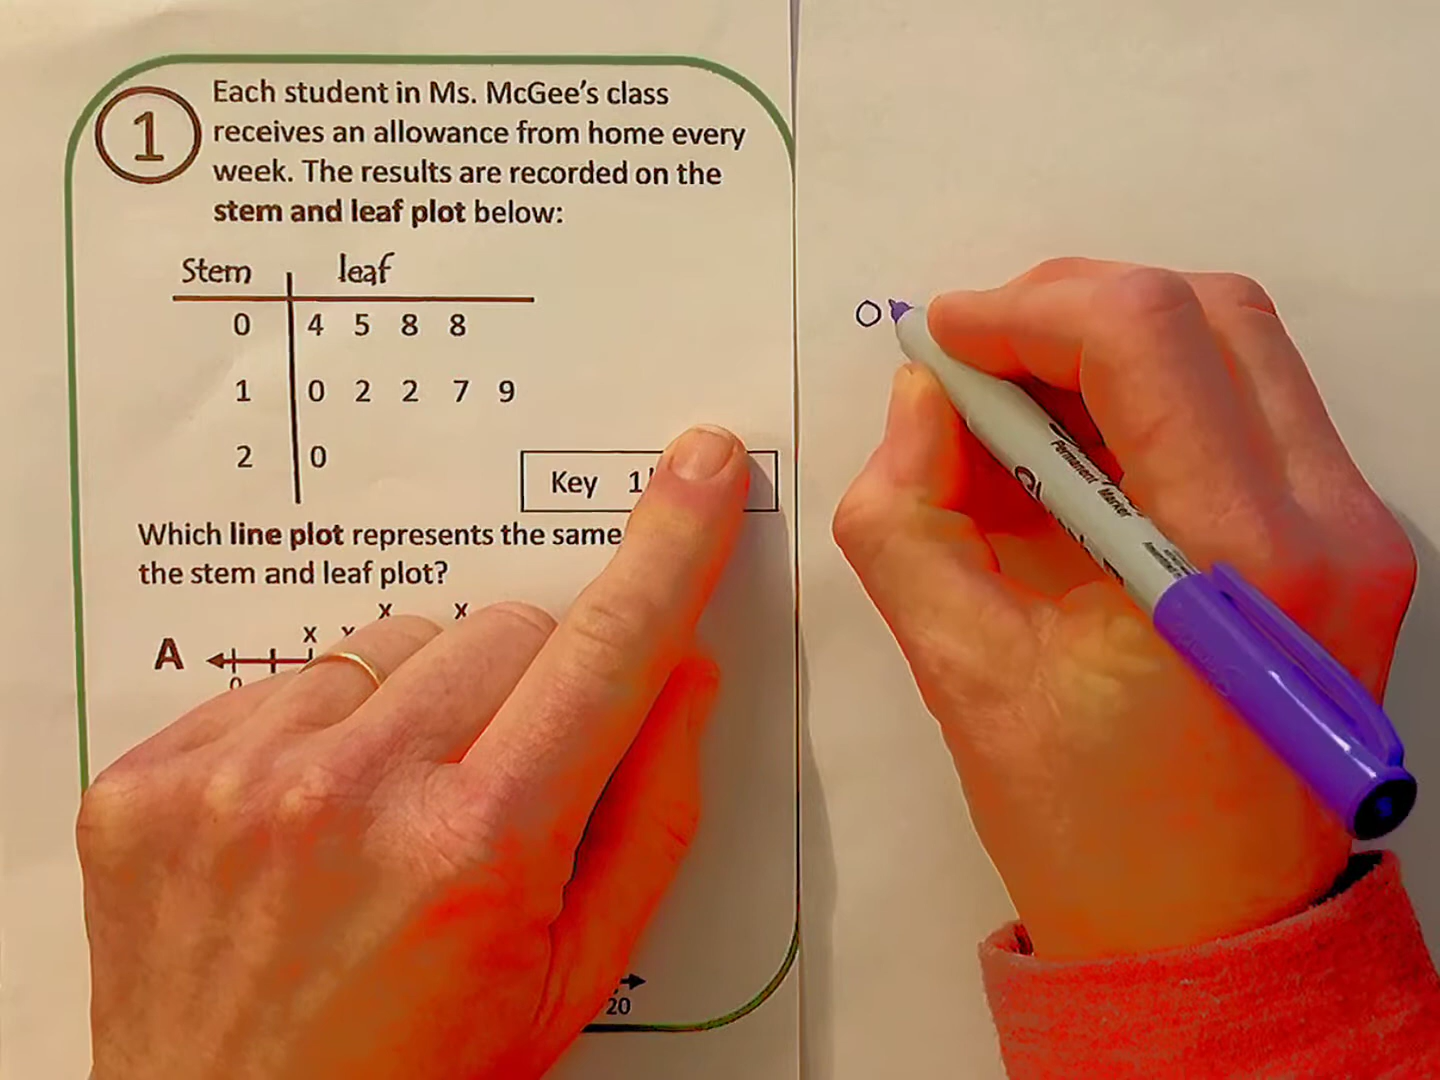 1
Each student in Ms. McGee's class
receives an allowance from home every
week. The results are recorded on the
stem and leaf plot below:
Stem leaf
0 4 5 8 8
1 0 2 2 7 9
2 0
Key 1
Which line plot represents the same
the stem and leaf plot?
x x
x x
A
0
20
O
Permanent Marker